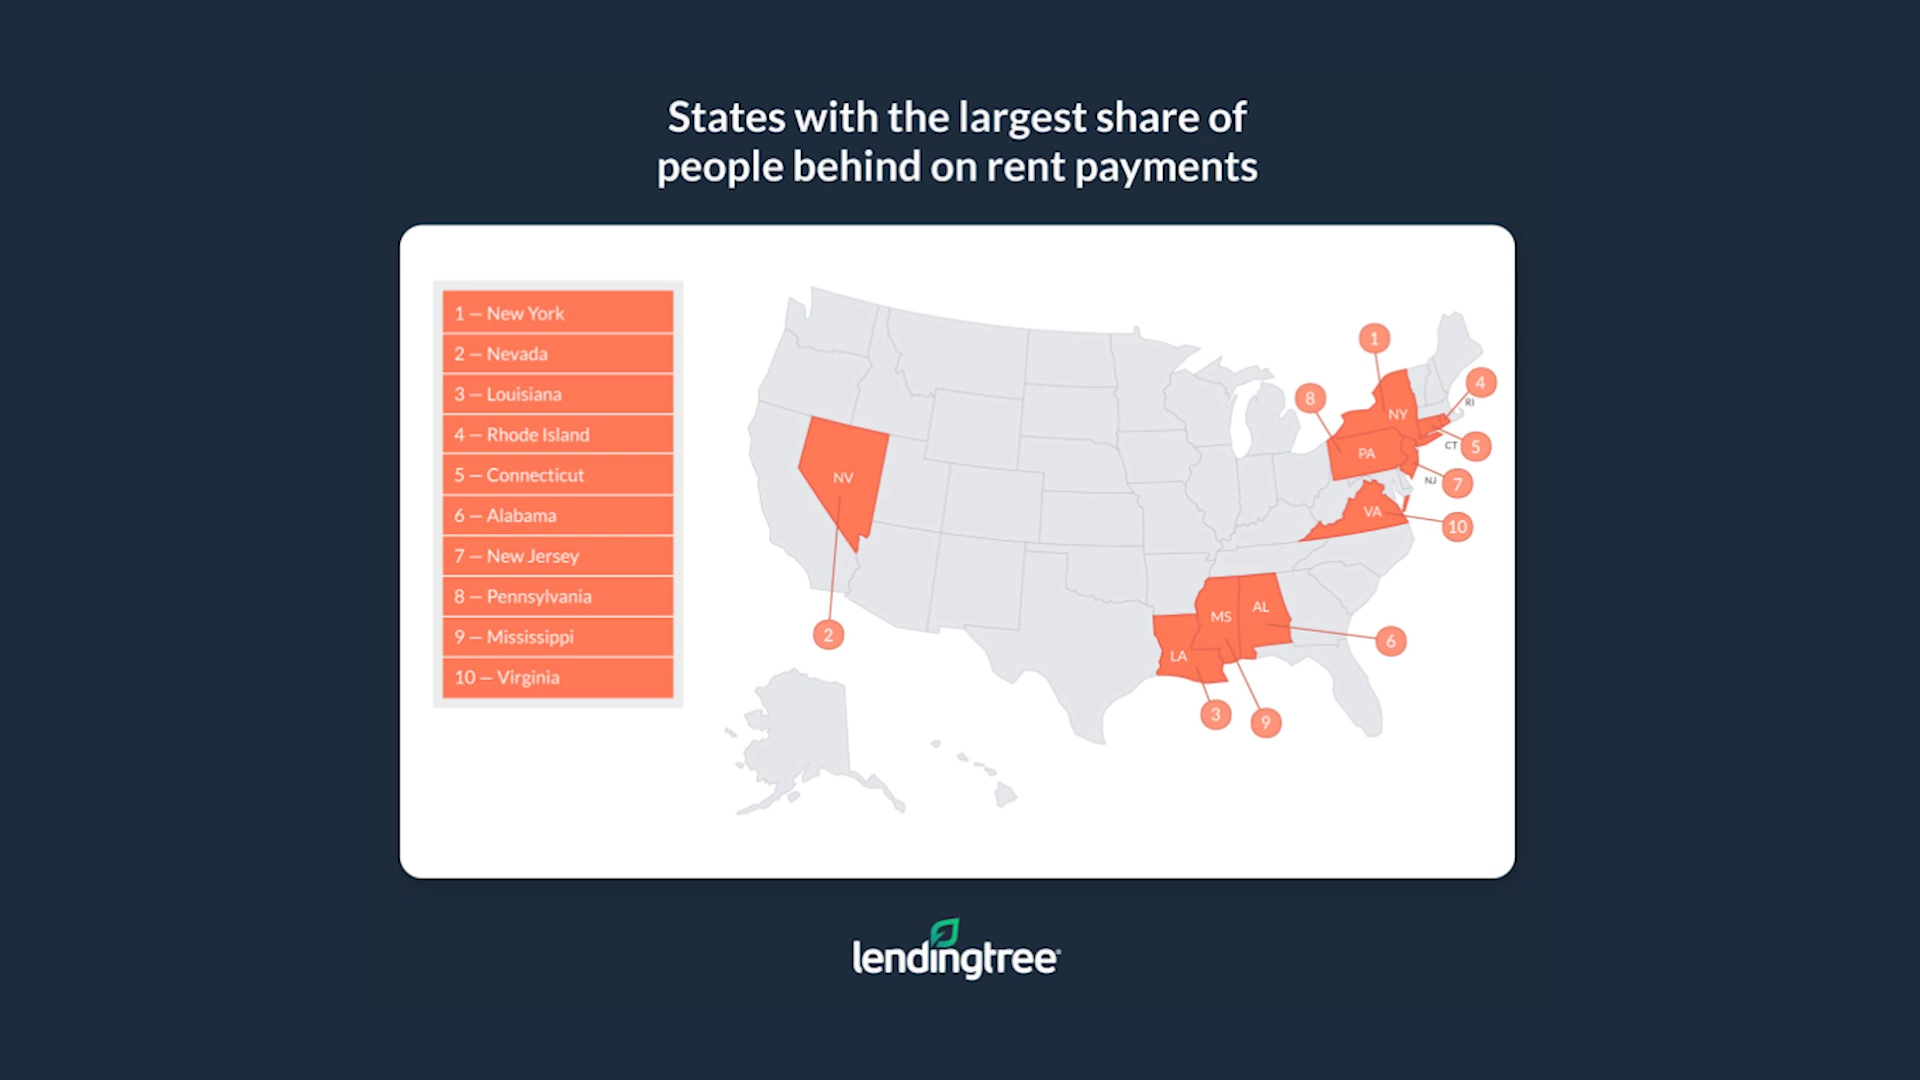 States with the largest share of
people behind on rent payments
1 – New York
2 – Nevada
3 – Louisiana
4 – Rhode Island
5 – Connecticut
6 – Alabama
7 – New Jersey
8 – Pennsylvania
9 – Mississippi
10 – Virginia
1
8
4
RI
NY
CT
5
PA
NJ
7
NV
VA
10
2
MS
AL
6
LA
3
9
lendingtree